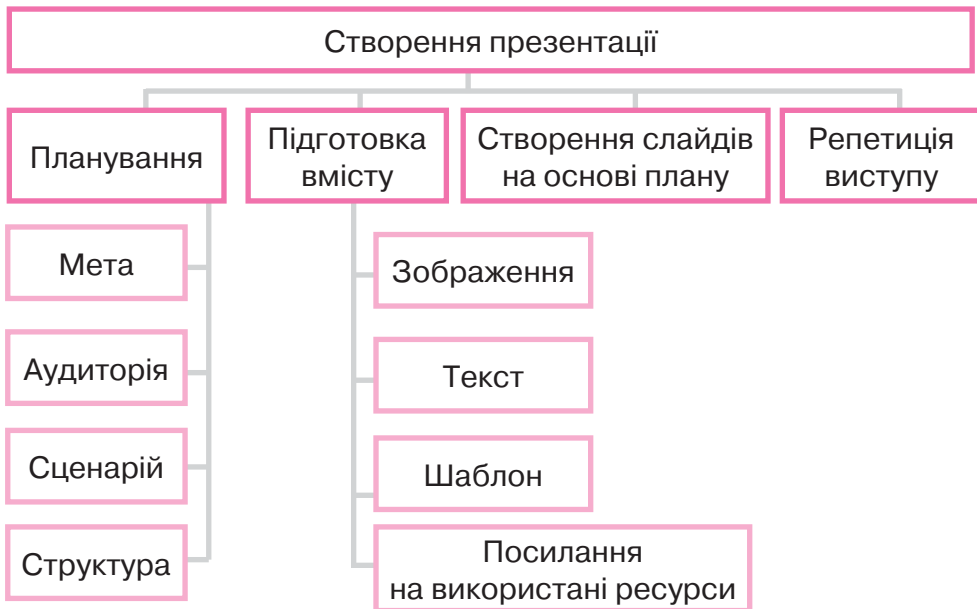 Створення презентації
Планування
Підготовка
вмісту
Створення слайдів
на основі плану
Репетиція
виступу
Мета
Аудиторія
Сценарій
Структура
Зображення
Текст
Шаблон
Посилання
на використані ресурси